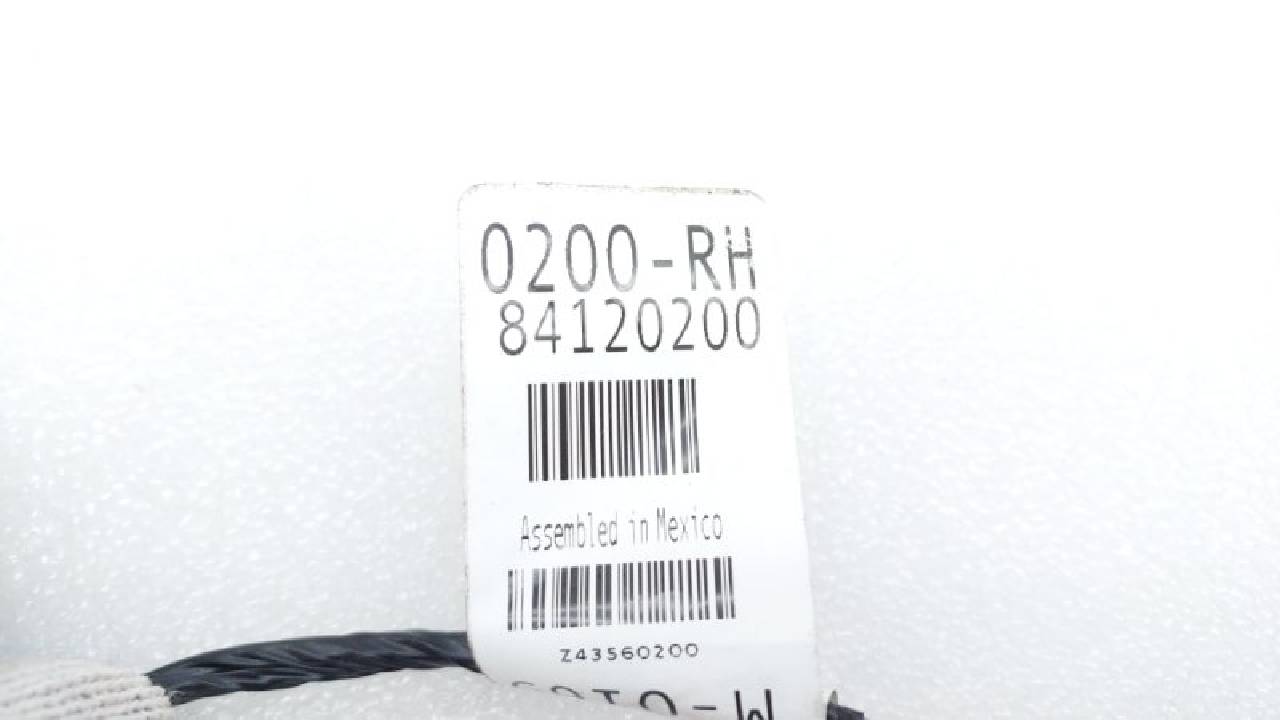 0200-RH
84120200
Assembled in Mexico
Z43560200